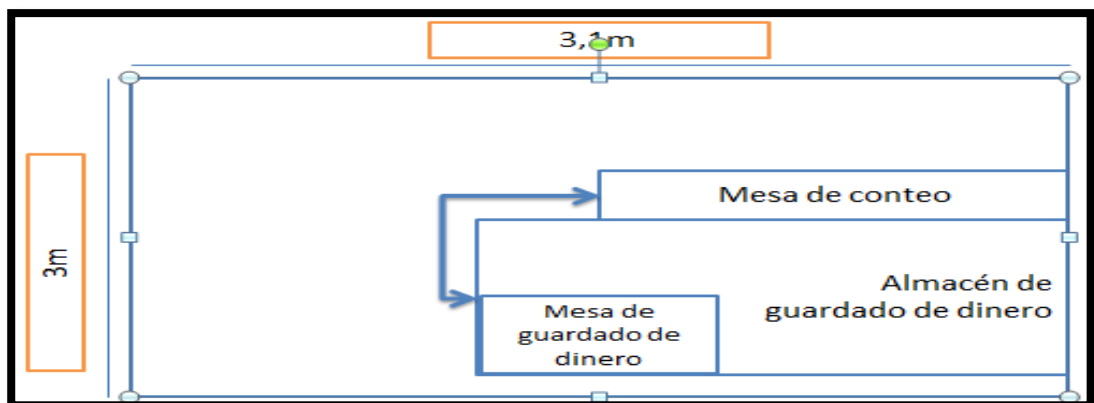 3,1m
Mesa de conteo
3m
Almacén de
guardado de dinero
Mesa de
guardado de
dinero